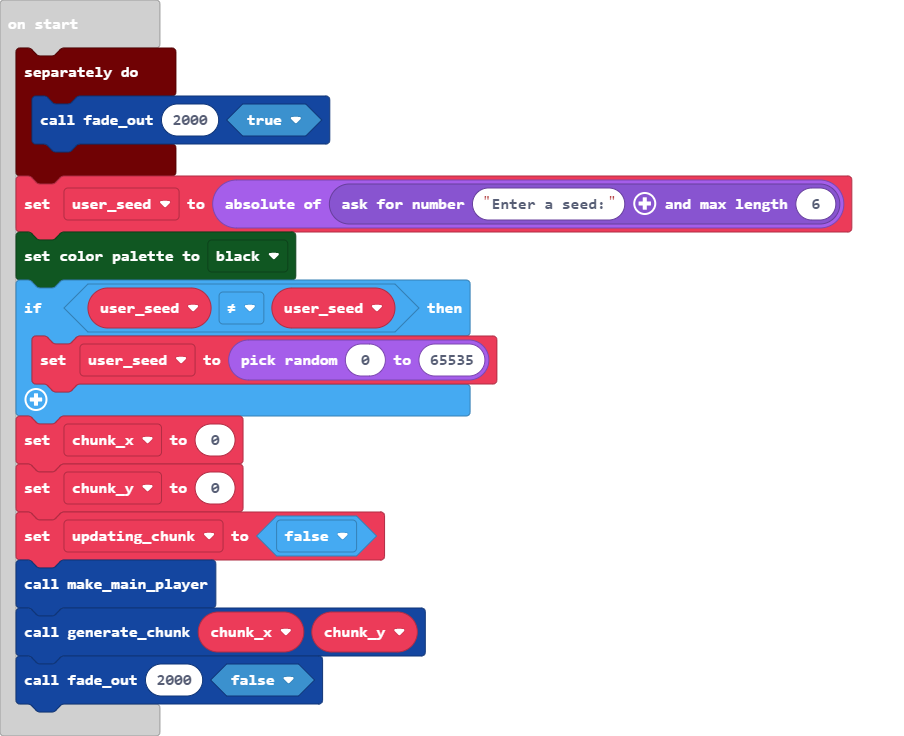 on start
separately do
call fade_out 2000 true
set user_seed to absolute of ask for number "Enter a seed:" and max length 6
set color palette to black
if user_seed ≠ user_seed then
set user_seed to pick random 0 to 65535
set chunk_x to 0
set chunk_y to 0
set updating_chunk to false
call make_main_player
call generate_chunk chunk_x chunk_y
call fade_out 2000 false